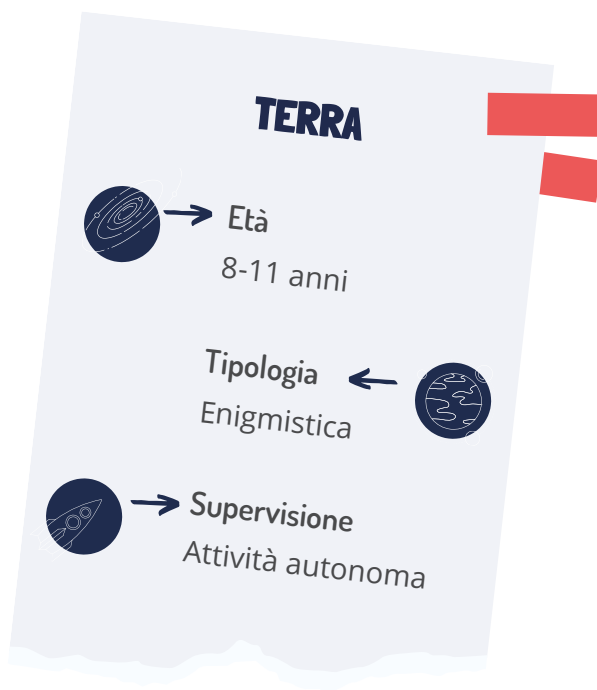 TERRA
Età
8-11 anni
Tipologia
Enigmistica
Supervisione
Attività autonoma